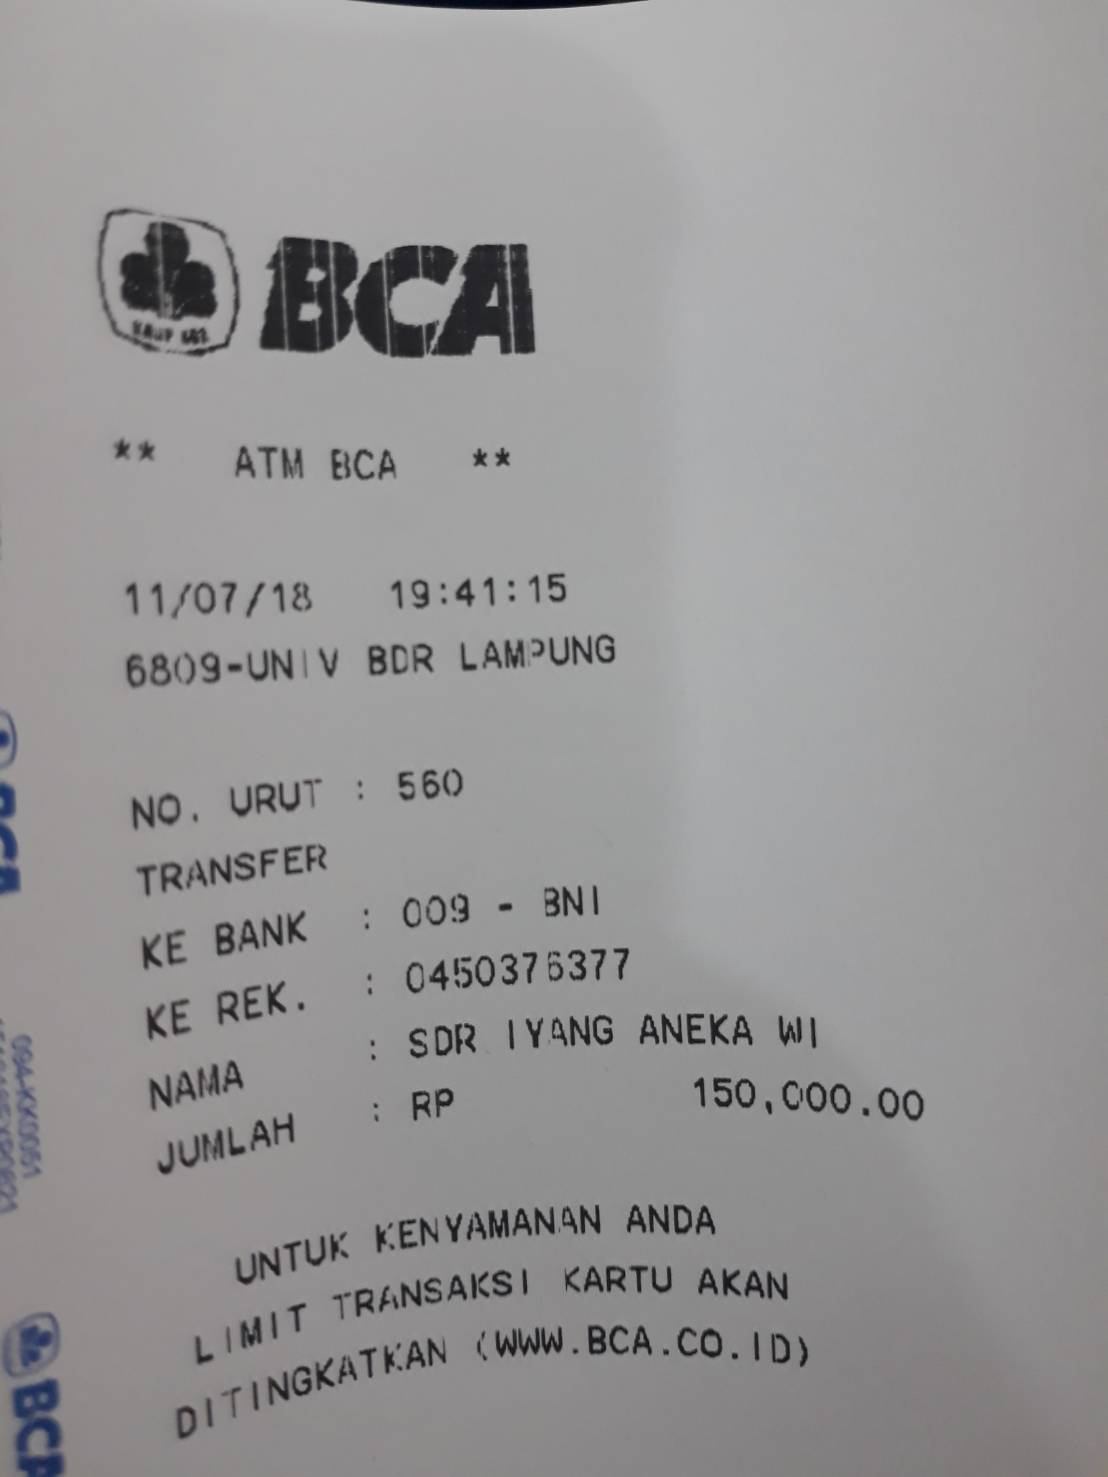 BCA
** ATM BCA **
11/07/18 19:41:15
6809-UNIV BDR LAMPUNG
NO. URUT : 560
TRANSFER
KE BANK : 009 - BNI
KE REK. : 0450376377
NAMA : SDR IYANG ANEKA WI
JUMLAH : RP 150,000.00
UNTUK KENYAMANAN ANDA
LIMIT TRANSAKSI KARTU AKAN
DITINGKATKAN (WWW.BCA.CO.ID)
BCA
09A-KK0051
BCA